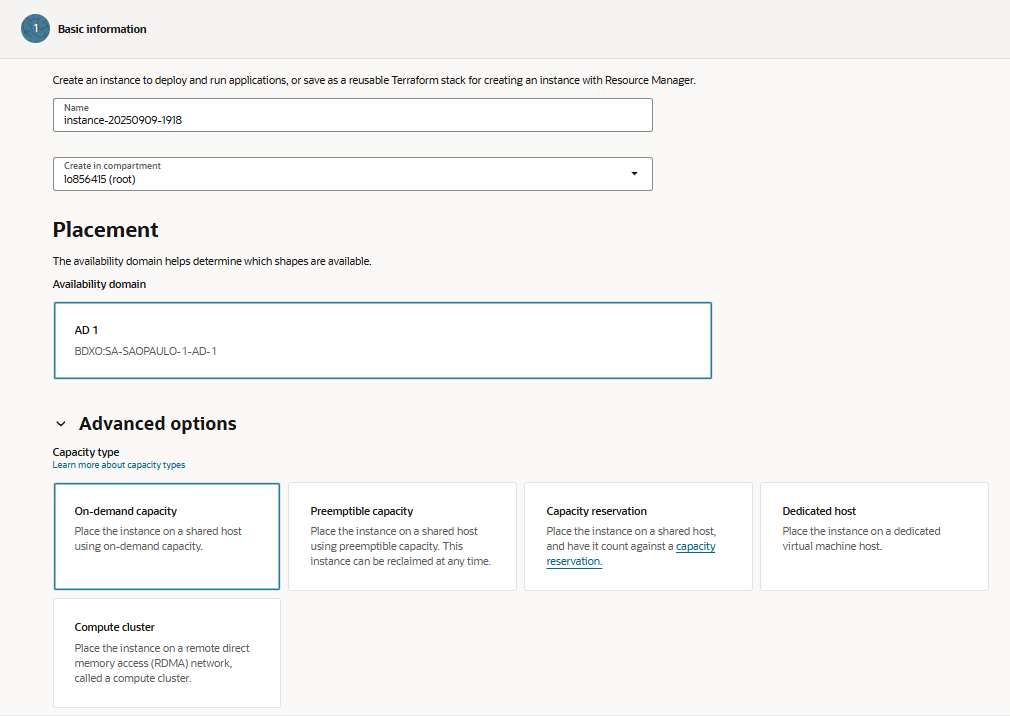 1 Basic information
Create an instance to deploy and run applications, or save as a reusable Terraform stack for creating an instance with Resource Manager.
Name
instance-20250909-1918
Create in compartment
lo856415 (root)
Placement
The availability domain helps determine which shapes are available.
Availability domain
AD 1
BDXO:SA-SAOPAULO-1-AD-1
Advanced options
Capacity type
Learn more about capacity types
On-demand capacity
Place the instance on a shared host
using on-demand capacity.
Preemptible capacity
Place the instance on a shared host
using preemptible capacity. This
instance can be reclaimed at any time.
Capacity reservation
Place the instance on a shared host,
and have it count against a capacity
reservation.
Dedicated host
Place the instance on a dedicated
virtual machine host.
Compute cluster
Place the instance on a remote direct
memory access (RDMA) network,
called a compute cluster.